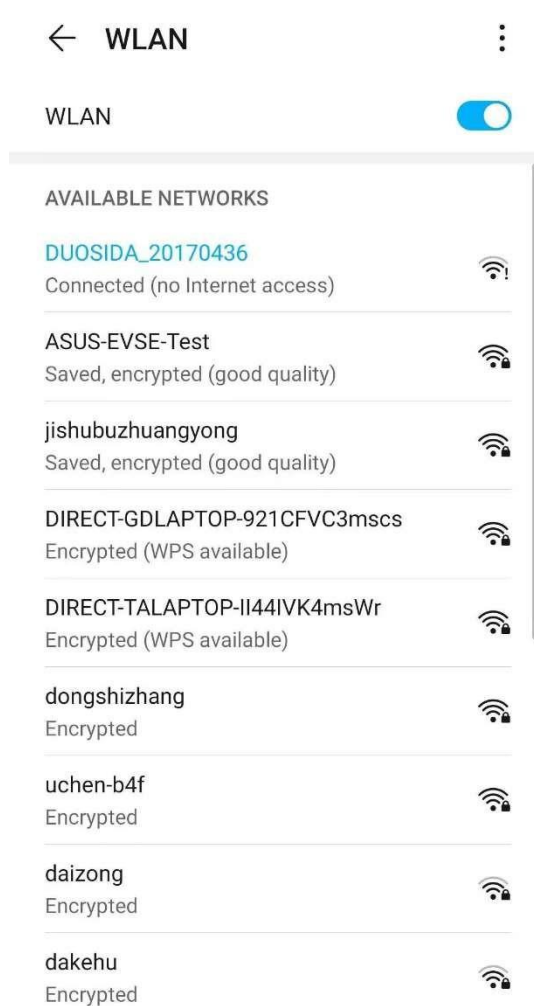 WLAN
WLAN
AVAILABLE NETWORKS
DUOSIDA_20170436
Connected (no Internet access)
ASUS-EVSE-Test
Saved, encrypted (good quality)
jishubuzhuangyong
Saved, encrypted (good quality)
DIRECT-GDLAPTOP-921CFVC3mscs
Encrypted (WPS available)
DIRECT-TALAPTOP-II44IVK4msWr
Encrypted (WPS available)
dongshizhang
Encrypted
uchen-b4f
Encrypted
daizong
Encrypted
dakehu
Encrypted